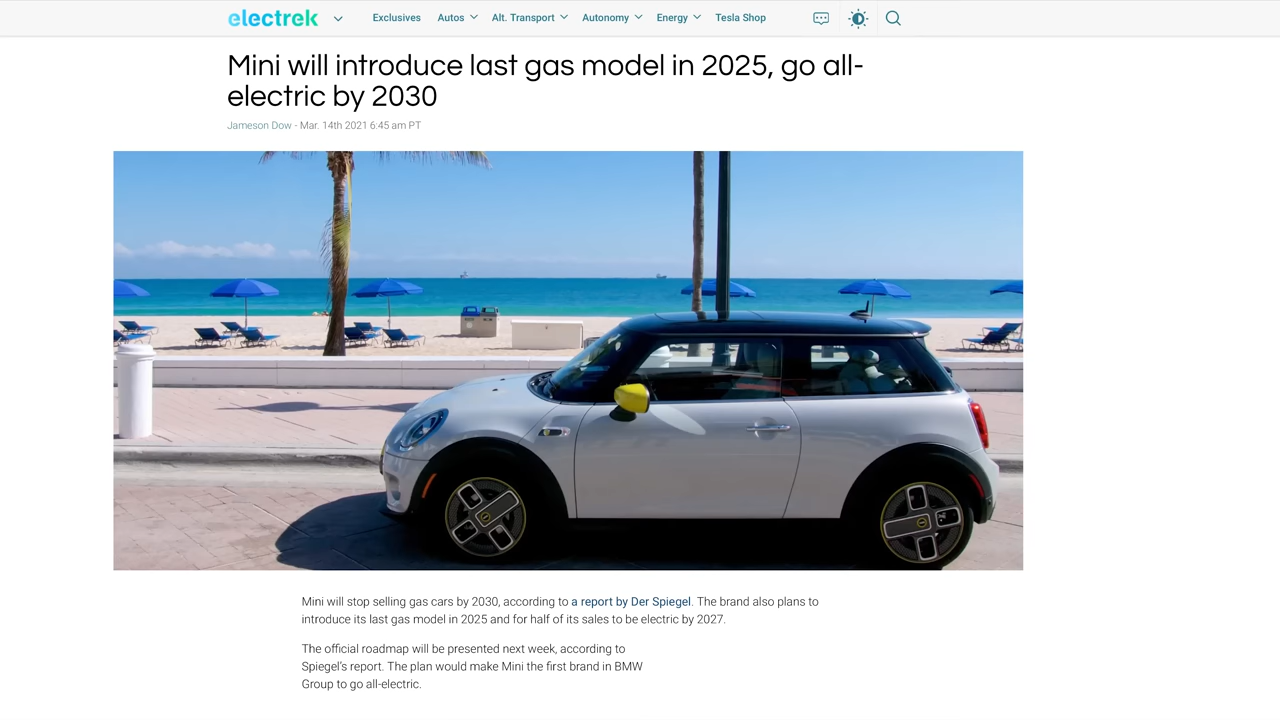 electrek
Exclusives Autos Alt. Transport Autonomy Energy Tesla Shop
Mini will introduce last gas model in 2025, go all-
electric by 2030
Jameson Dow - Mar. 14th 2021 6:45 am PT
Mini will stop selling gas cars by 2030, according to a report by Der Spiegel. The brand also plans to
introduce its last gas model in 2025 and for half of its sales to be electric by 2027.
The official roadmap will be presented next week, according to
Spiegel’s report. The plan would make Mini the first brand in BMW
Group to go all-electric.